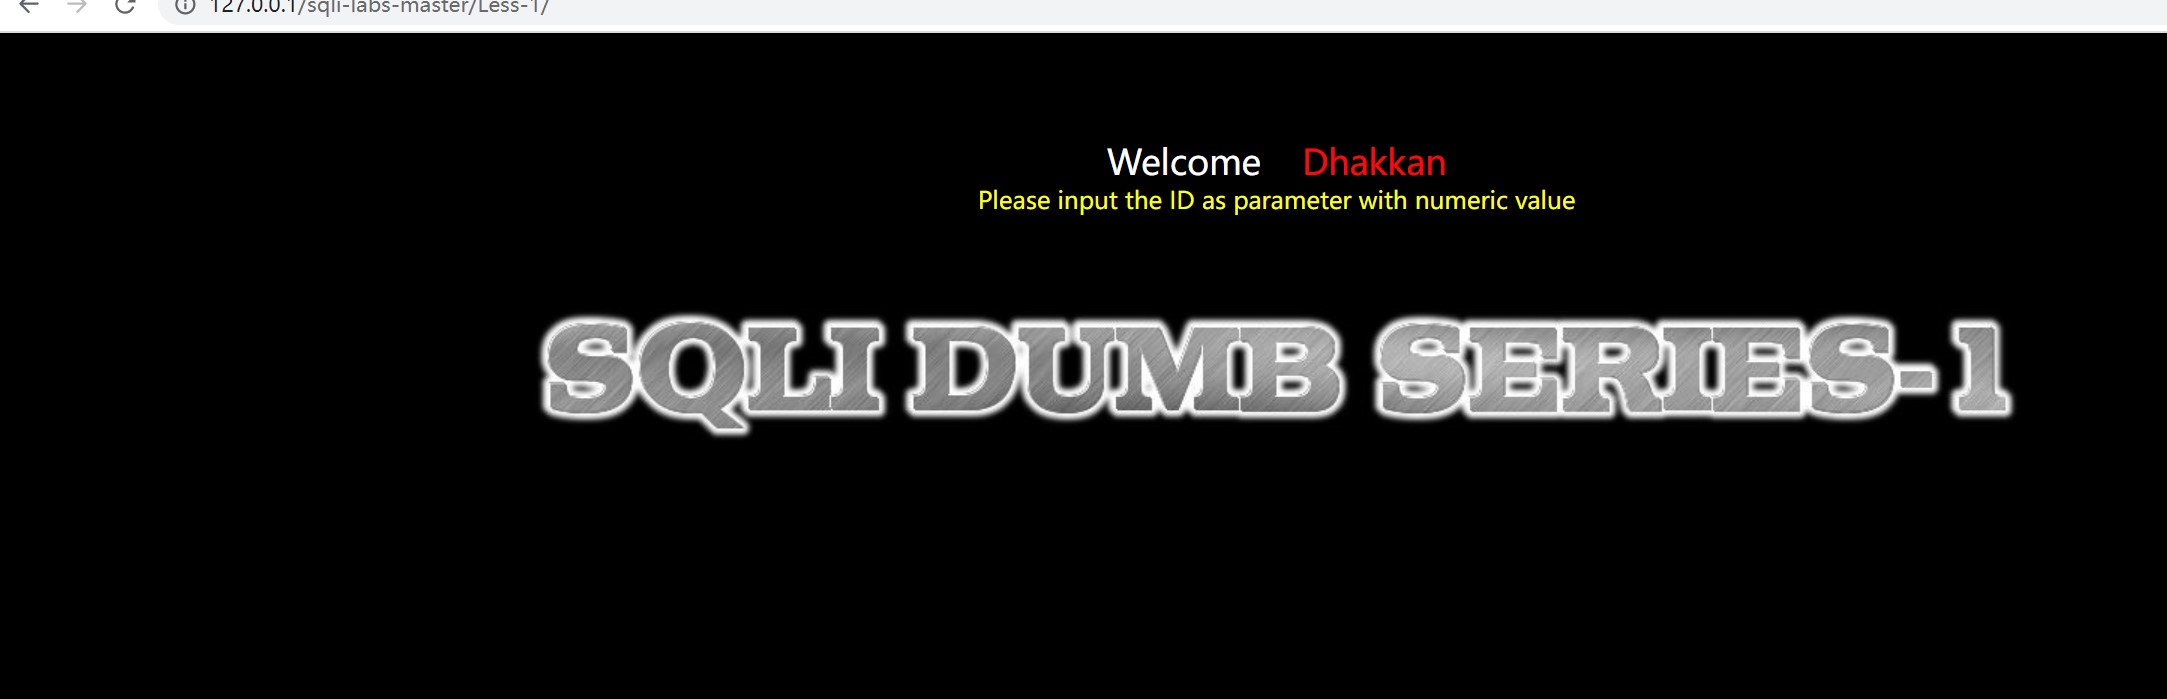 127.0.0.1/sqli-labs-master/Less-1/
Welcome Dhakkan
Please input the ID as parameter with numeric value
SQLI DUMB SERIES-1